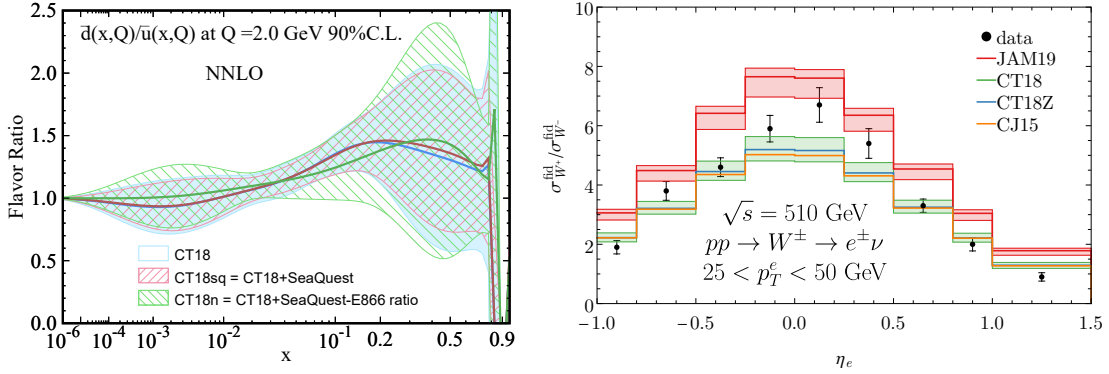 d̄(x,Q)/ū(x,Q) at Q =2.0 GeV 90%C.L.
NNLO
Flavor Ratio
2.5
2.0
1.5
1.0
0.5
0.0
CT18
CT18sq = CT18+SeaQuest
CT18n = CT18+SeaQuest-E866 ratio
10⁻⁶ 10⁻⁴ 10⁻³ 10⁻² 10⁻¹ 0.2 0.5 0.9
x
σ^fid_W+/σ^fid_W-
10
8
6
4
2
0
data
JAM19
CT18
CT18Z
CJ15
√s = 510 GeV
pp → W± → e±ν
25 < p_T^e < 50 GeV
−1.0 −0.5 0.0 0.5 1.0 1.5
η_e